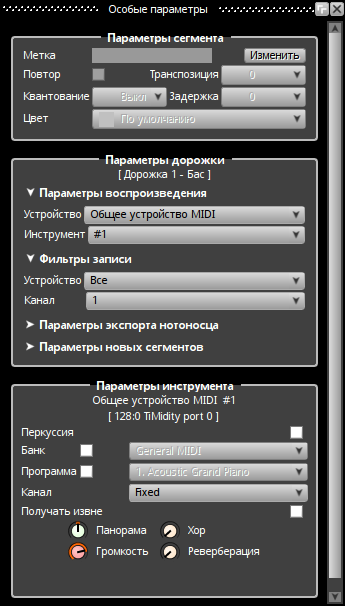 Особые параметры
Параметры сегмента
Метка Изменить
Повтор Транспозиция 0
Квантование Выкл Задержка 0
Цвет По умолчанию
Параметры дорожки
[ Дорожка 1 - Бас ]
Параметры воспроизведения
Устройство Общее устройство MIDI
Инструмент #1
Фильтры записи
Устройство Все
Канал 1
Параметры экспорта нотоносца
Параметры новых сегментов
Параметры инструмента
Общее устройство MIDI #1
[ 128:0 TiMidity port 0 ]
Перкуссия
Банк General MIDI
Программа 1. Acoustic Grand Piano
Канал Fixed
Получать извне
Панорама Хор
Громкость Реверберация